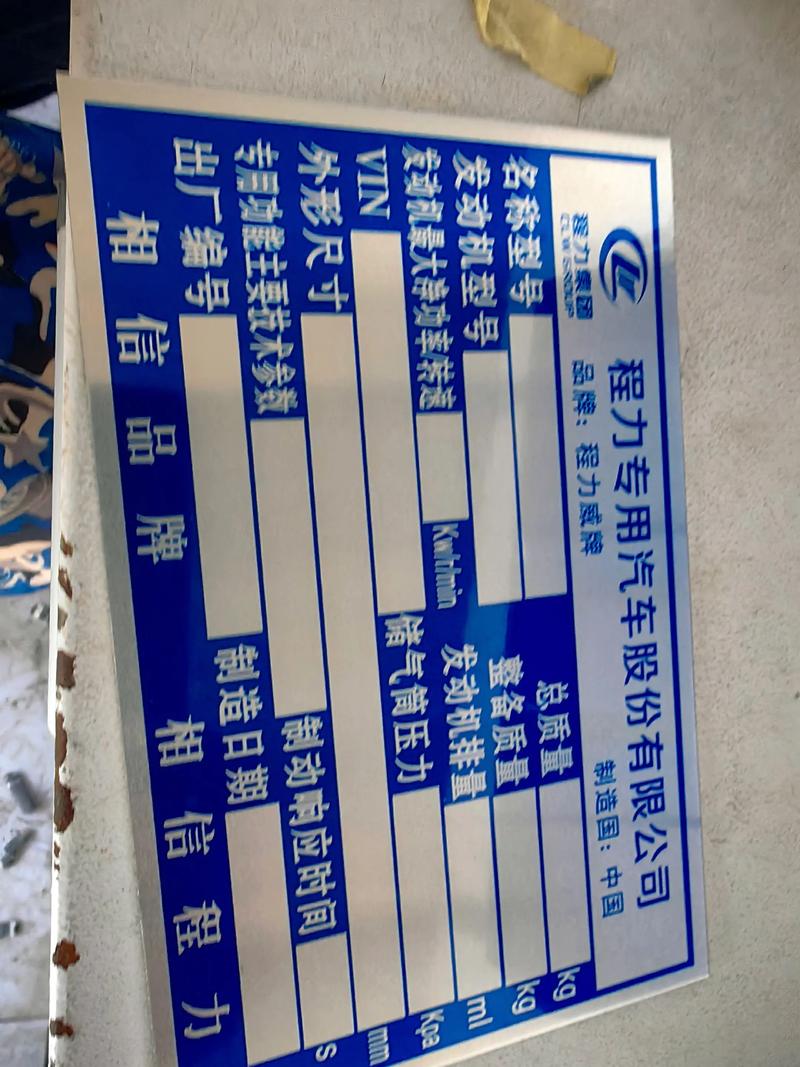 程力专用汽车股份有限公司
程力集团
CLW GROUP
品牌：程力威牌 制造国：中国
名称型号 总质量 kg
发动机型号 整备质量 kg
发动机最大净功率/转速 Kw/r/min 发动机排量 ml
VIN 储气筒压力 Kpa
外形尺寸 mm
专用功能主要技术参数 制动响应时间 s
出厂编号 制造日期
相信品牌 相信程力